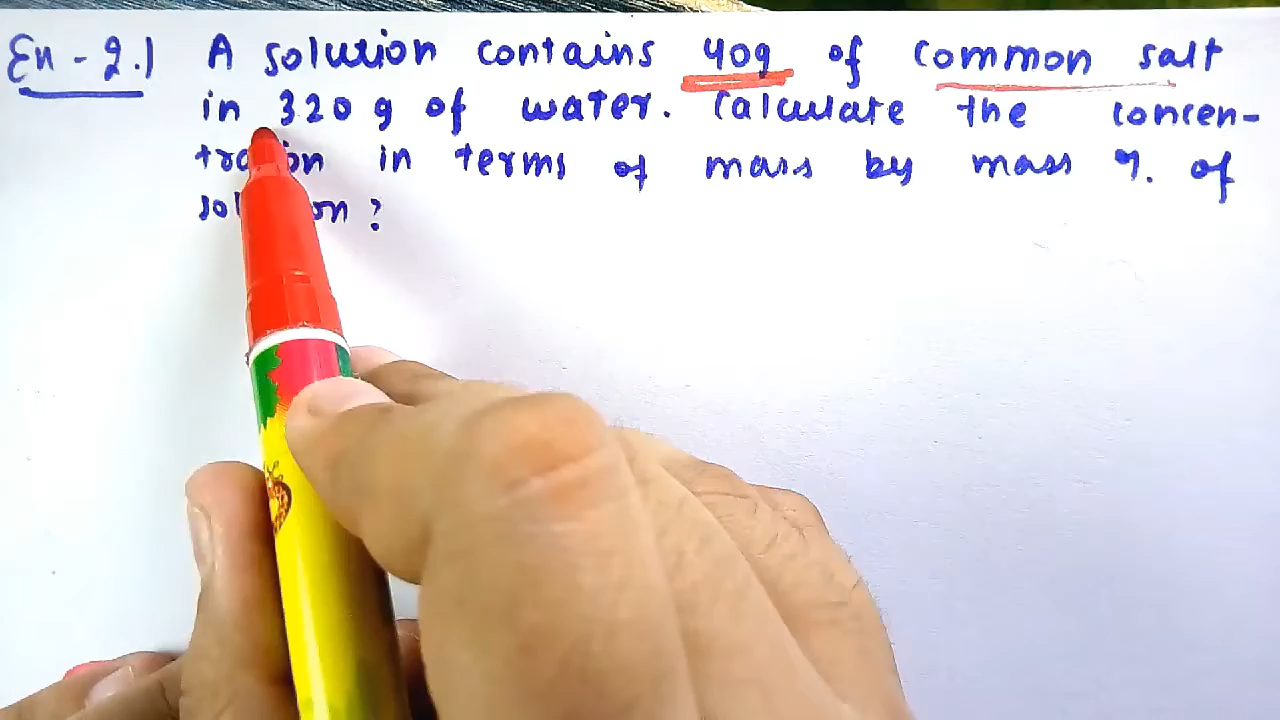 Ex - 2.1 A solution contains 40g of common salt
in 320 g of water. Calculate the concen-
in terms of mass by mass %. of
?